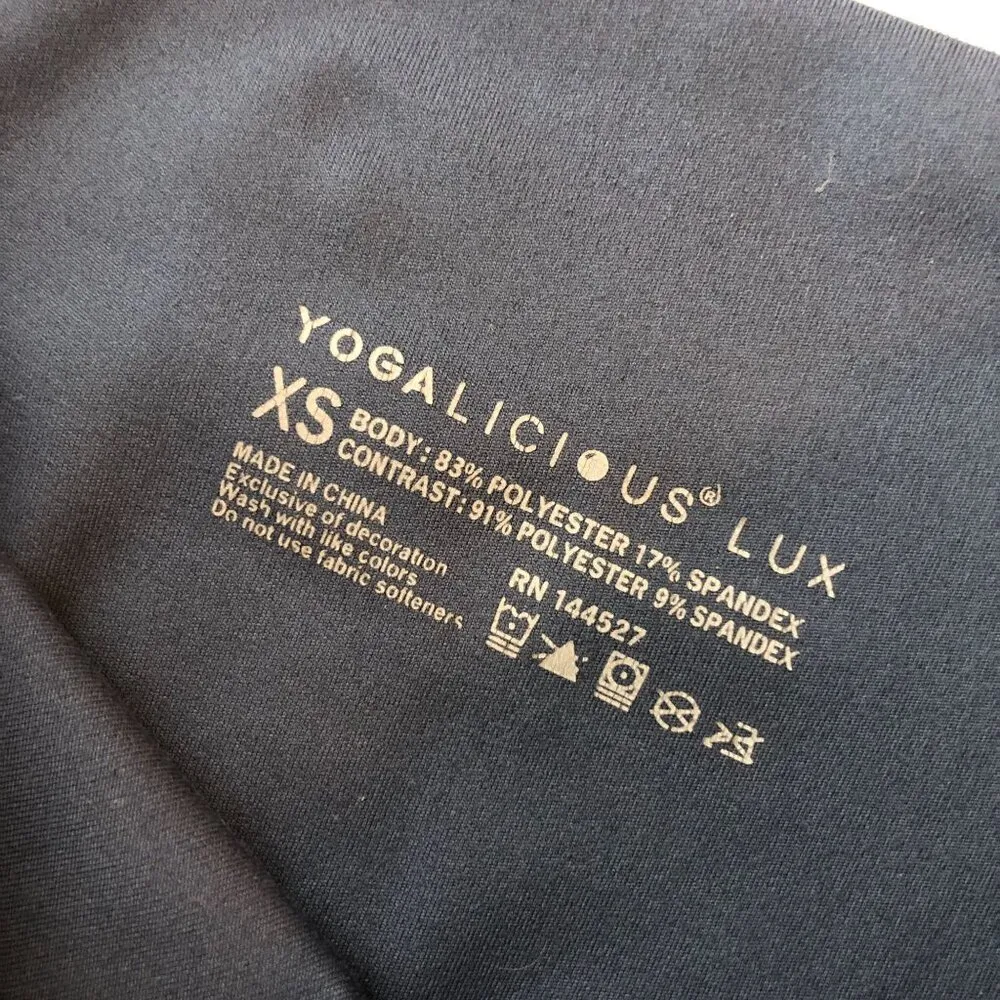 YOGALICIOUS® LUX
XS
BODY: 83% POLYESTER 17% SPANDEX
CONTRAST: 91% POLYESTER 9% SPANDEX
MADE IN CHINA
Exclusive of decoration
Wash with like colors
Do not use fabric softeners
RN 144527